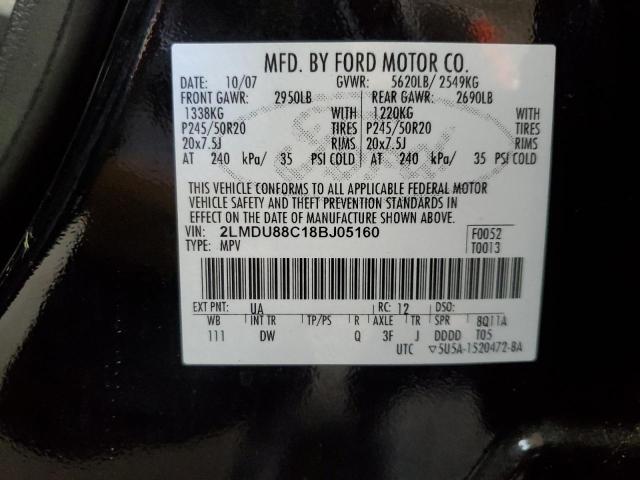 MFD. BY FORD MOTOR CO.
DATE: 10/07 GVWR: 5620LB/ 2549KG
FRONT GAWR: 2950LB REAR GAWR: 2690LB
1338KG WITH 1220KG WITH
P245/50R20 TIRES P245/50R20 TIRES
20x7.5J RIMS 20x7.5J RIMS
AT 240 kPa/ 35 PSI COLD AT 240 kPa/ 35 PSI COLD
THIS VEHICLE CONFORMS TO ALL APPLICABLE FEDERAL MOTOR
VEHICLE SAFETY AND THEFT PREVENTION STANDARDS IN
EFFECT ON THE DATE OF MANUFACTURE SHOWN ABOVE.
VIN: 2LMDU88C18BJ05160 F0052
TYPE: MPV T0013
EXT PNT: UA RC: 12 DSO:
WB INT TR TP/PS R AXLE TR SPR 8Q11A
111 DW Q 3F J DDDD T05
UTC ▽5U5A-1520472-BA
Ford